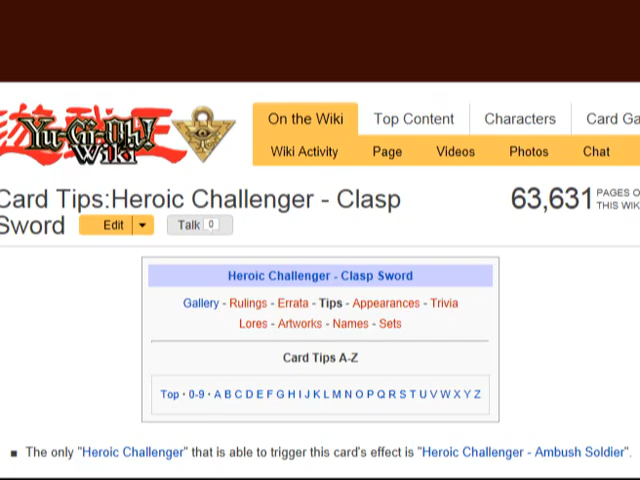 遊戯王
Yu-Gi-Oh!
Wiki
On the Wiki Top Content Characters Card Ga
Wiki Activity Page Videos Photos Chat
Card Tips:Heroic Challenger - Clasp
Sword Edit Talk 0
63,631 PAGES O
THIS WIK
Heroic Challenger - Clasp Sword
Gallery - Rulings - Errata - Tips - Appearances - Trivia
Lores - Artworks - Names - Sets
Card Tips A-Z
Top · 0-9 · A B C D E F G H I J K L M N O P Q R S T U V W X Y Z
■ The only "Heroic Challenger" that is able to trigger this card's effect is "Heroic Challenger - Ambush Soldier".